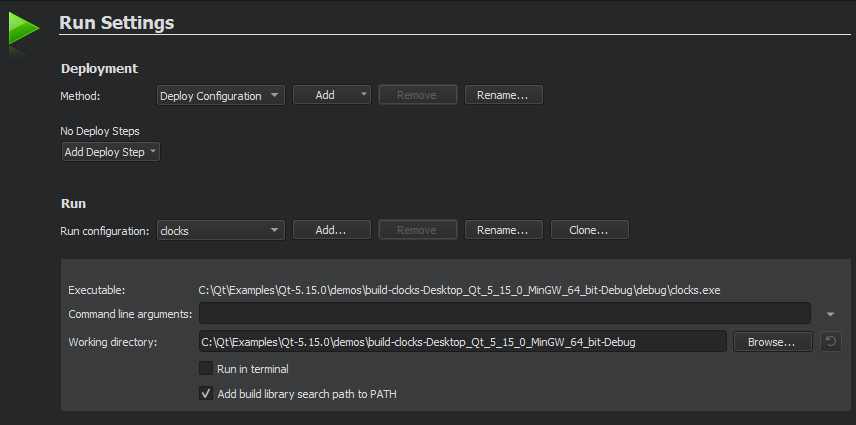 Run Settings
Deployment
Method: Deploy Configuration Add Remove Rename...
No Deploy Steps
Add Deploy Step
Run
Run configuration: clocks Add... Remove Rename... Clone...
Executable: C:\Qt\Examples\Qt-5.15.0\demos\build-clocks-Desktop_Qt_5_15_0_MinGW_64_bit-Debug\debug\clocks.exe
Command line arguments:
Working directory: C:\Qt\Examples\Qt-5.15.0\demos\build-clocks-Desktop_Qt_5_15_0_MinGW_64_bit-Debug Browse...
Run in terminal
Add build library search path to PATH